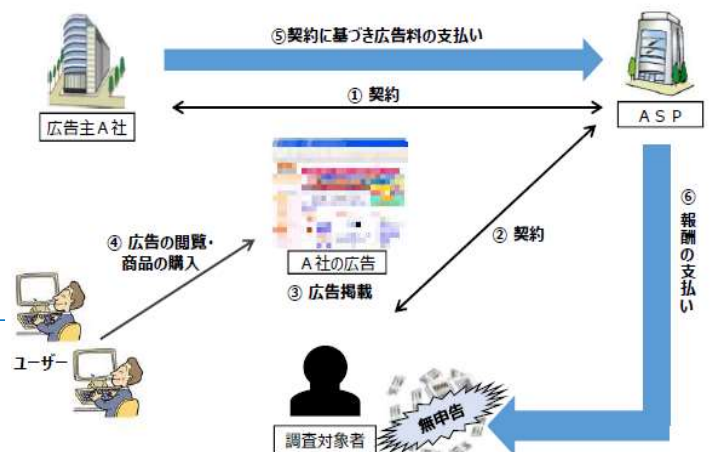 ⑤契約に基づき広告料の支払い
① 契約
広告主A社
ASP
② 契約
⑥ 報酬の支払い
④ 広告の閲覧・
商品の購入
A社の広告
③ 広告掲載
ユーザー
無申告
調査対象者